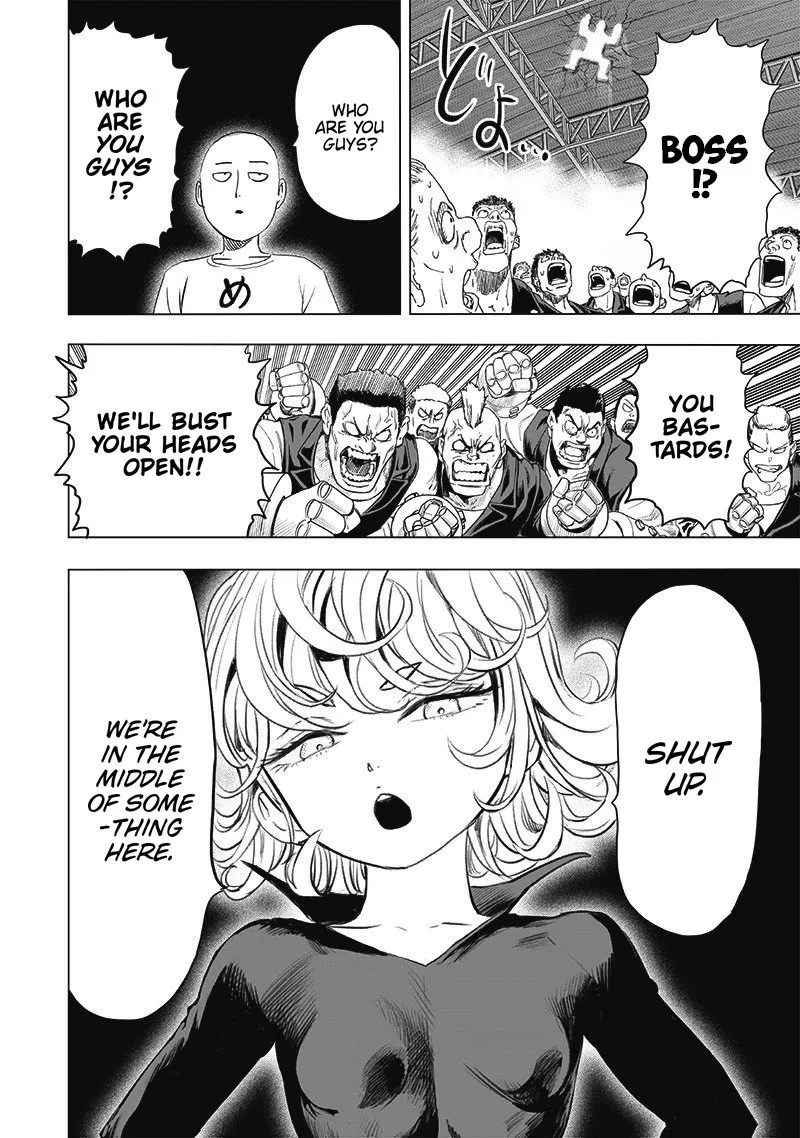 BOSS
!?
どよ...
WHO
ARE YOU
GUYS?
WHO
ARE
YOU
GUYS
!?
め
YOU
BAS-
TARDS!
WE'LL BUST
YOUR HEADS
OPEN!!
SHUT
UP.
WE'RE
IN THE
MIDDLE
OF SOME
-THING
HERE.